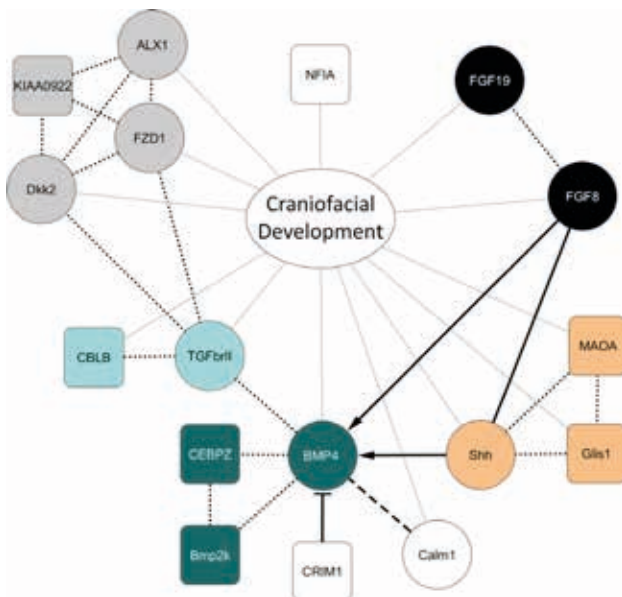 ALX1
NFIA
KIAA0922
FGF19
FZD1
Dkk2
FGF8
Craniofacial
Development
MAOA
CBLB
TGFbrII
CEBPZ
BMP4
Shh
Glis1
Bmp2k
CRIM1
Calm1